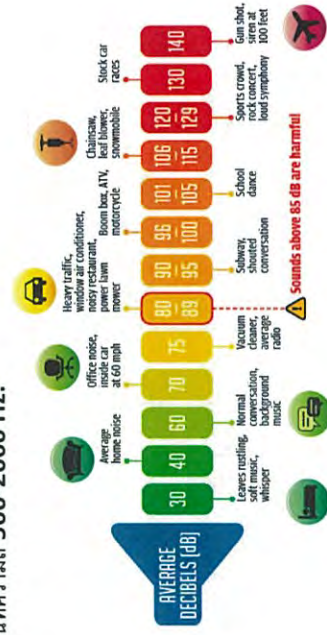 500-2000 Hz.
AVERAGE
DECIBELS (dB)
30
Leaves rustling,
soft music,
whisper
40
Average
home noise
60
Normal
conversation,
background
music
70
Office noise,
inside car
at 60 mph
75
Vacuum
cleaner,
average
radio
80
89
Heavy traffic,
window air conditioner,
noisy restaurant,
power lawn
mower
Sounds above 85 dB are harmful
90
95
Subway,
shouted
conversation
96
100
Boom box, ATV,
motorcycle
101
105
School
dance
106
115
Chainsaw,
leaf blower,
snowmobile
120
129
Sports crowd,
rock concert,
loud symphony
130
Stock car
races
140
Gun shot,
siren at
100 feet